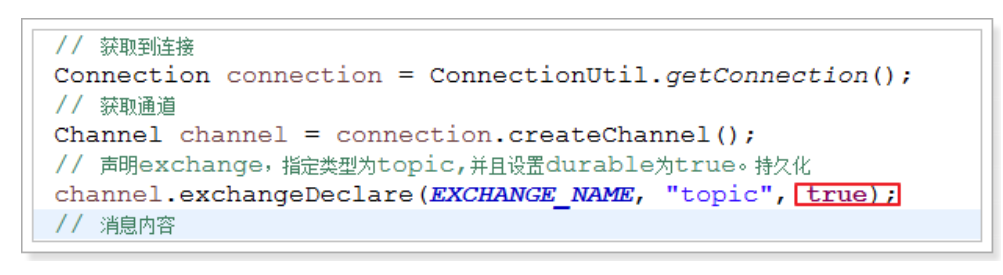 // 获取到连接
Connection connection = ConnectionUtil.getConnection();
// 获取通道
Channel channel = connection.createChannel();
// 声明exchange，指定类型为topic,并且设置durable为true。持久化
channel.exchangeDeclare(EXCHANGE_NAME, "topic", true);
// 消息内容